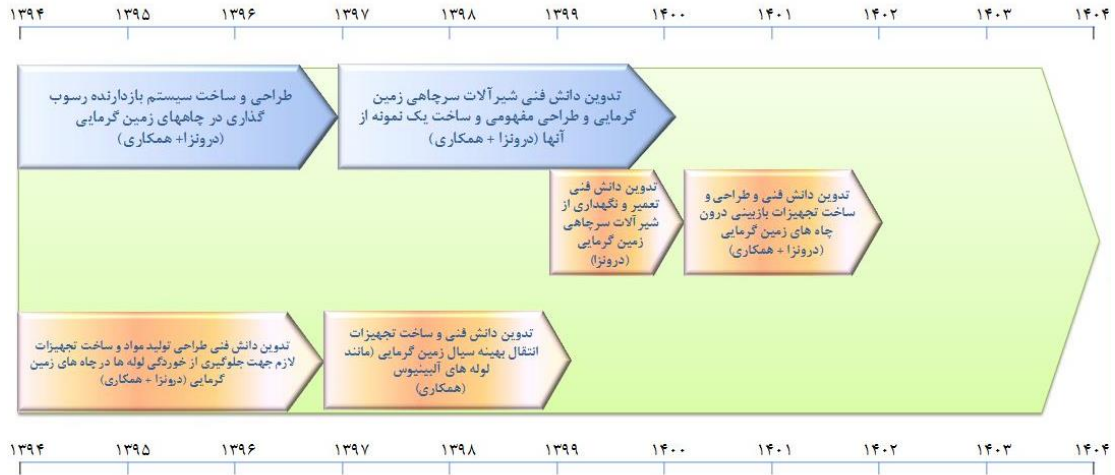 ۱۳۹۴ ۱۳۹۵ ۱۳۹۶ ۱۳۹۷ ۱۳۹۸ ۱۳۹۹ ۱۴۰۰ ۱۴۰۱ ۱۴۰۲ ۱۴۰۳ ۱۴۰۴
طراحی و ساخت سیستم بازدارنده رسوب
گذاری در چاههای زمین گرمایی
(درونزا+ همکاری)
تدوین دانش فنی شیرآلات سرچاهی زمین
گرمایی و طراحی مفهومی و ساخت یک نمونه از
آنها (درونزا + همکاری)
تدوین دانش فنی
تعمیر و نگهداری از
شیر آلات سرچاهی
زمین گرمایی
(درونزا)
تدوین دانش فنی و طراحی و
ساخت تجهیزات بازبینی درون
چاه های زمین گرمایی
(درونزا + همکاری)
تدوین دانش فنی طراحی تولید مواد و ساخت تجهیزات
لازم جهت جلوگیری از خوردگی لوله ها در چاه های زمین
گرمایی (درونزا + همکاری)
تدوین دانش فنی و ساخت تجهیزات
انتقال بهینه سیال زمین گرمایی (مانند
لوله های آلبینیوس
(همکاری)
۱۳۹۴ ۱۳۹۵ ۱۳۹۶ ۱۳۹۷ ۱۳۹۸ ۱۳۹۹ ۱۴۰۰ ۱۴۰۱ ۱۴۰۲ ۱۴۰۳ ۱۴۰۴